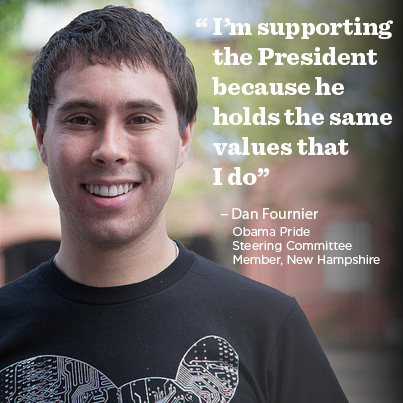 “I’m supporting
the President
because he
holds the same
values that
I do”
– Dan Fournier
Obama Pride
Steering Committee
Member, New Hampshire